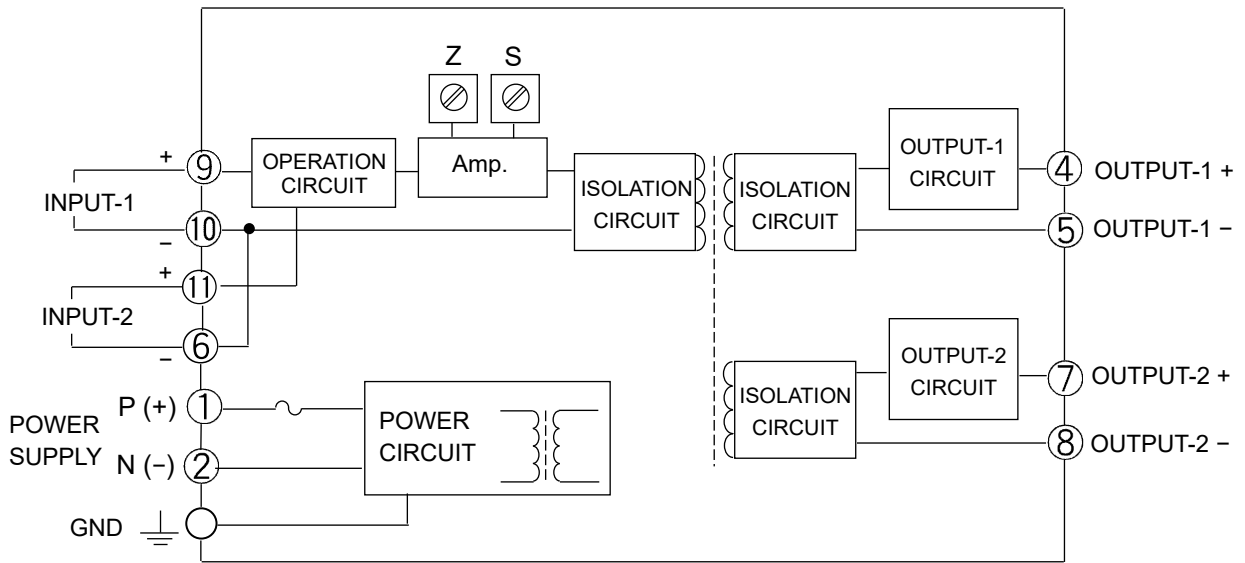 Z
S
INPUT-1
+
9
−
10
OPERATION
CIRCUIT
Amp.
ISOLATION
CIRCUIT
ISOLATION
CIRCUIT
OUTPUT-1
CIRCUIT
4
OUTPUT-1 +
5
OUTPUT-1 −
INPUT-2
+
11
−
6
ISOLATION
CIRCUIT
OUTPUT-2
CIRCUIT
7
OUTPUT-2 +
8
OUTPUT-2 −
POWER
SUPPLY
P (+)
1
N (−)
2
GND
POWER
CIRCUIT